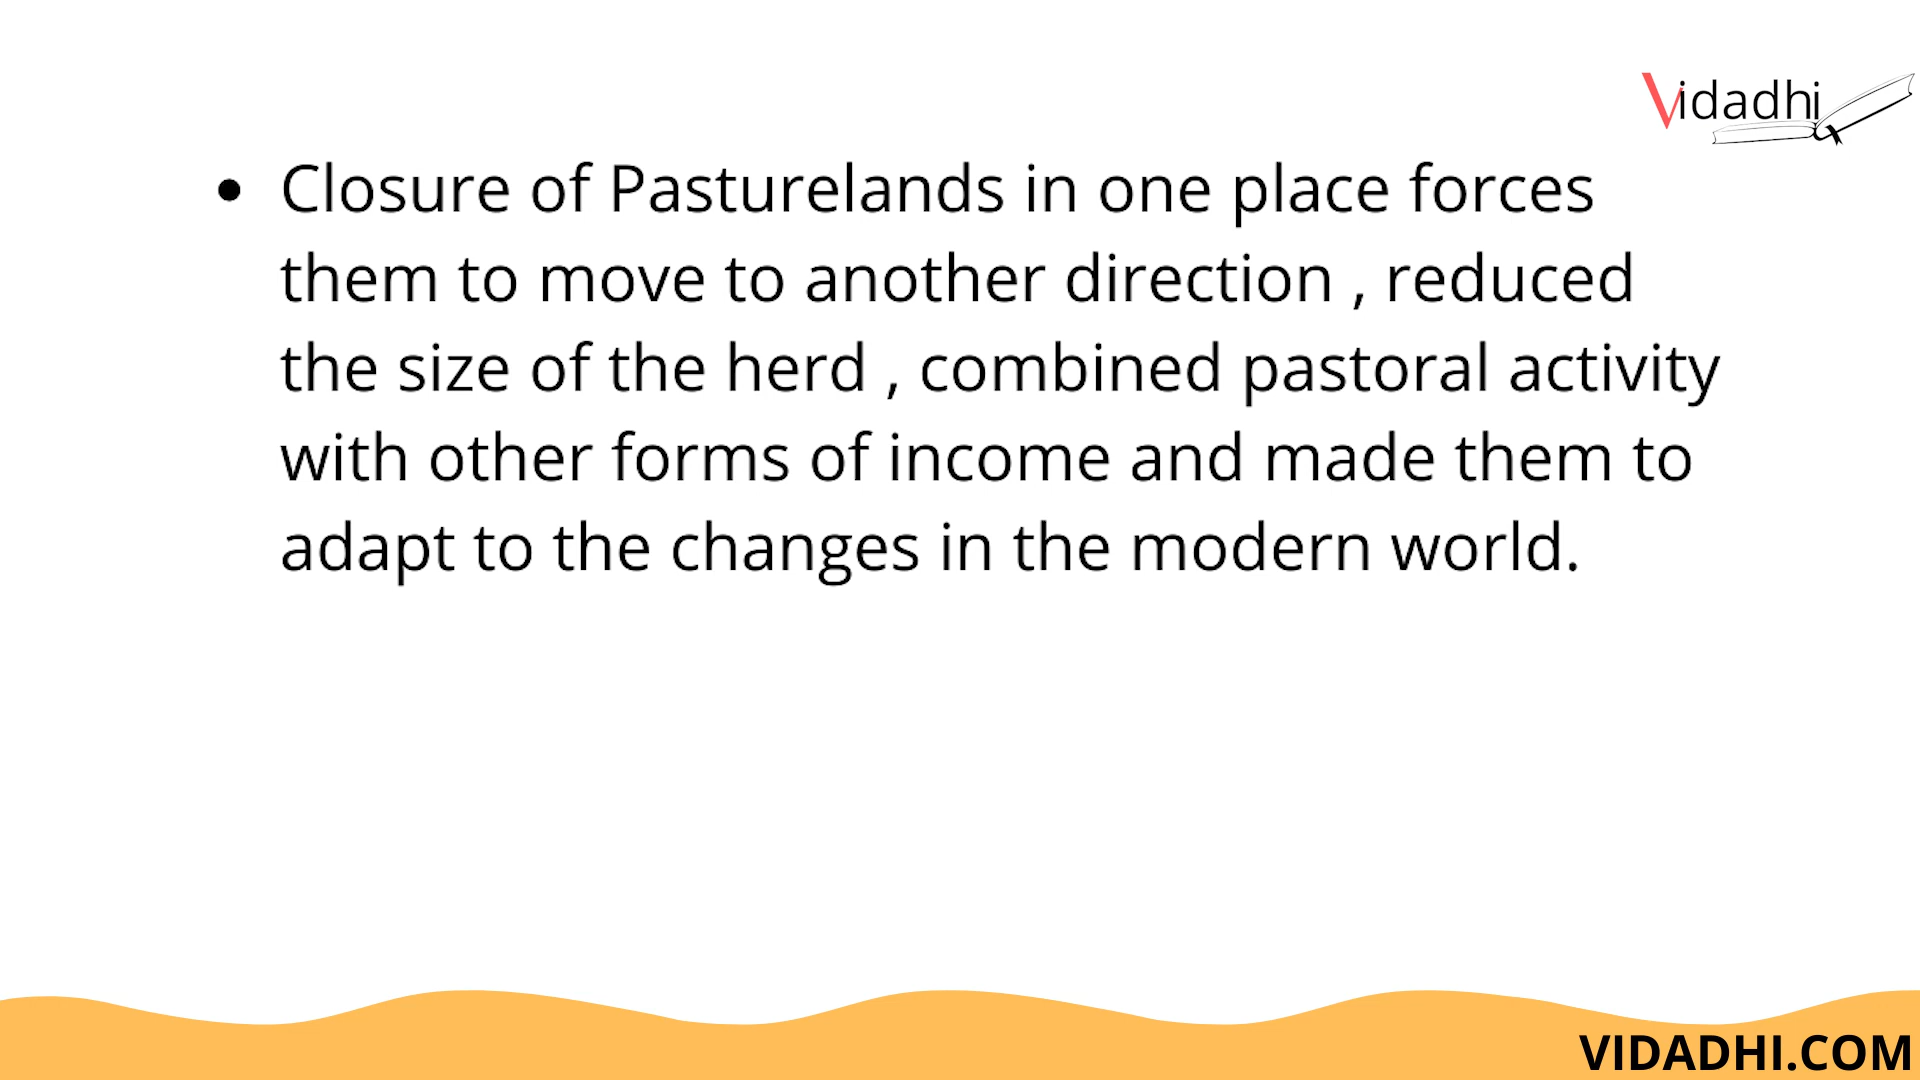 Vidadhi
• Closure of Pasturelands in one place forces
them to move to another direction , reduced
the size of the herd , combined pastoral activity
with other forms of income and made them to
adapt to the changes in the modern world.
VIDADHI.COM